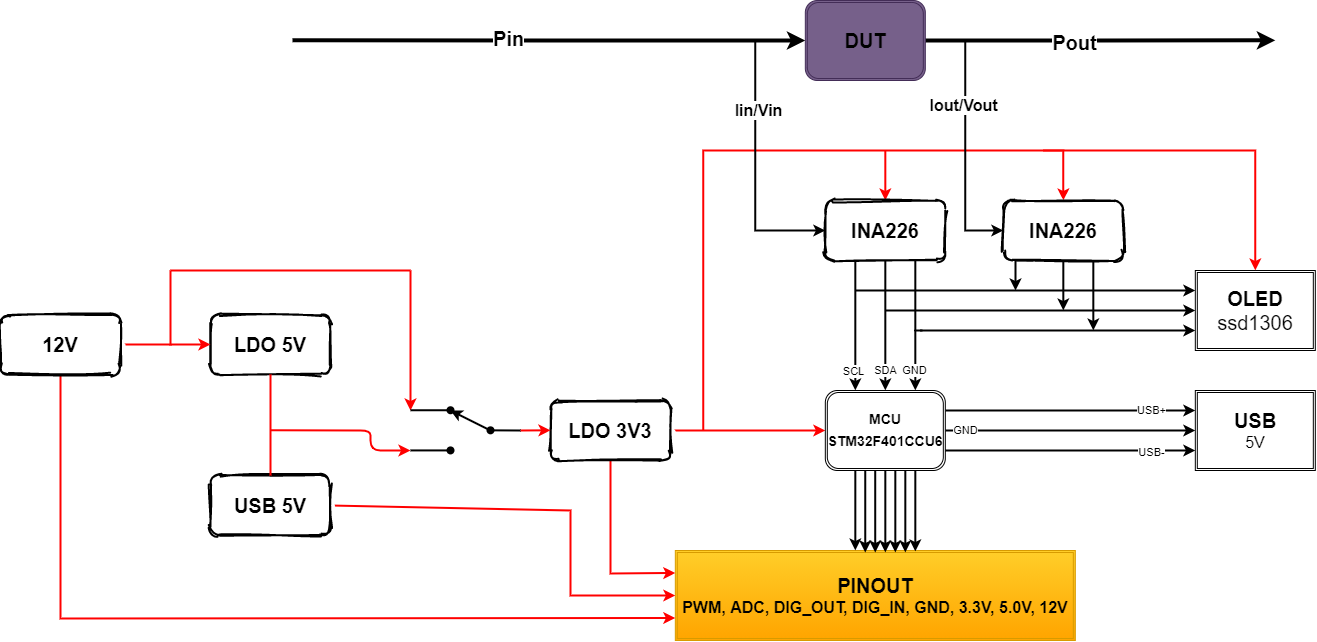 Pin
DUT
Pout
Iin/Vin
Iout/Vout
INA226
INA226
OLED
ssd1306
12V
LDO 5V
SCL
SDA
GND
LDO 3V3
MCU
STM32F401CCU6
USB+
GND
USB-
USB
5V
USB 5V
PINOUT
PWM, ADC, DIG_OUT, DIG_IN, GND, 3.3V, 5.0V, 12V